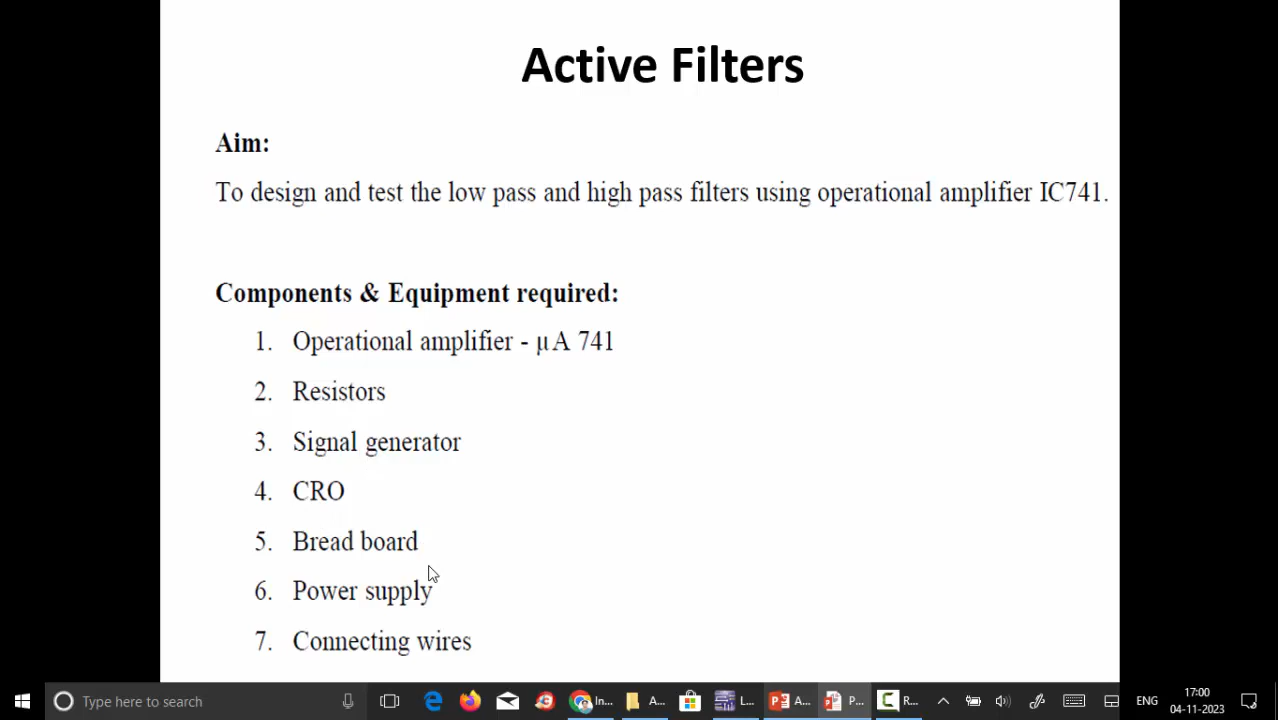 Active Filters
Aim:
To design and test the low pass and high pass filters using operational amplifier IC741.
Components & Equipment required:
1. Operational amplifier - μA 741
2. Resistors
3. Signal generator
4. CRO
5. Bread board
6. Power supply
7. Connecting wires
Type here to search In... A... L... A... P... R... ENG 17:00
04-11-2023